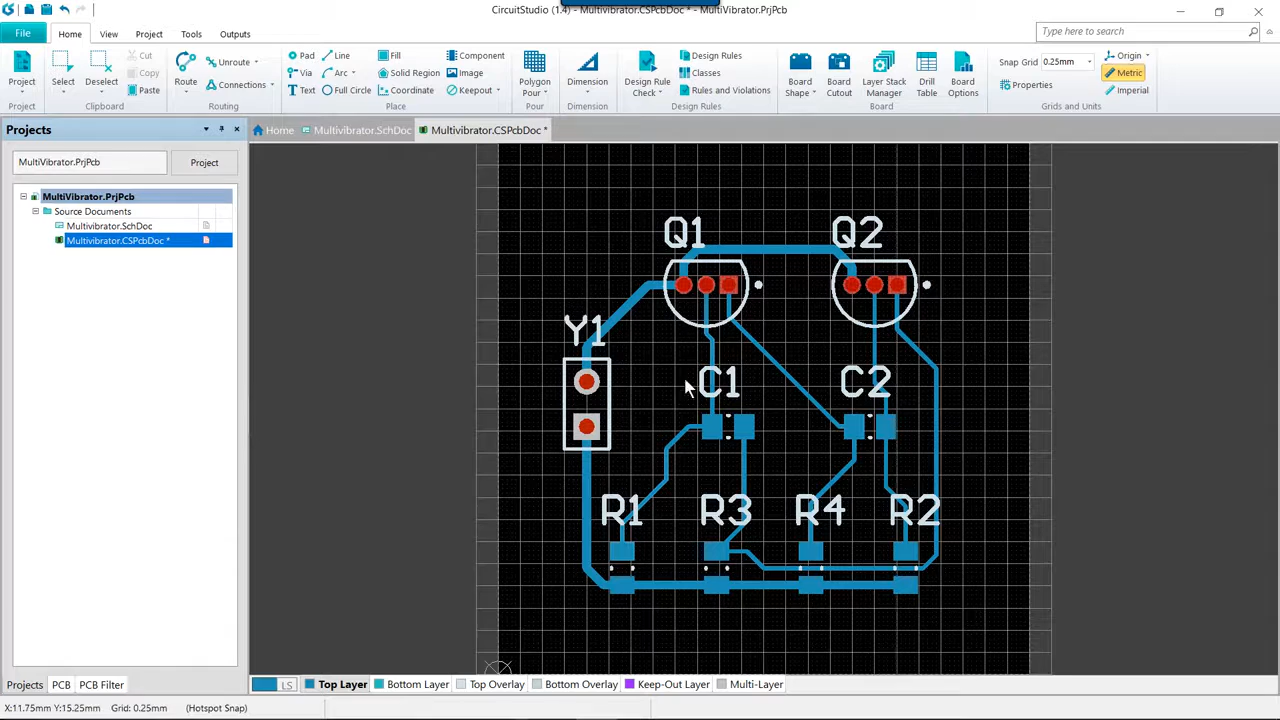 CircuitStudio (1.4) - Multivibrator.CSPcbDoc * - MultiVibrator.PrjPcb
File Home View Project Tools Outputs
Type here to search
Project Select Deselect Cut Copy Paste
Route Unroute Connections
Pad Line Fill Component
Via Arc Solid Region Image
Text Full Circle Coordinate Keepout
Polygon Pour
Dimension
Design Rule Check Design Rules Classes Rules and Violations
Board Shape Board Cutout Layer Stack Manager Drill Table Board Options
Snap Grid 0.25mm Origin
Properties Metric
Imperial
Project Clipboard Routing Place Pour Dimension Design Rules Board Grids and Units
Projects
Home Multivibrator.SchDoc Multivibrator.CSPcbDoc *
MultiVibrator.PrjPcb Project
MultiVibrator.PrjPcb
Source Documents
Multivibrator.SchDoc
Multivibrator.CSPcbDoc *
Q1 Q2
Y1
C1 C2
R1 R3 R4 R2
Projects PCB PCB Filter
LS Top Layer Bottom Layer Top Overlay Bottom Overlay Keep-Out Layer Multi-Layer
X:11.75mm Y:15.25mm Grid: 0.25mm (Hotspot Snap)